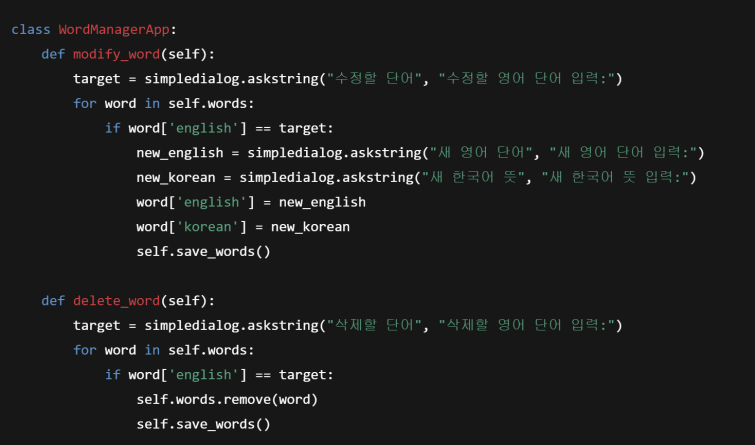 class WordManagerApp:
    def modify_word(self):
        target = simpledialog.askstring("수정할 단어", "수정할 영어 단어 입력:")
        for word in self.words:
            if word['english'] == target:
                new_english = simpledialog.askstring("새 영어 단어", "새 영어 단어 입력:")
                new_korean = simpledialog.askstring("새 한국어 뜻", "새 한국어 뜻 입력:")
                word['english'] = new_english
                word['korean'] = new_korean
                self.save_words()
    def delete_word(self):
        target = simpledialog.askstring("삭제할 단어", "삭제할 영어 단어 입력:")
        for word in self.words:
            if word['english'] == target:
                self.words.remove(word)
                self.save_words()